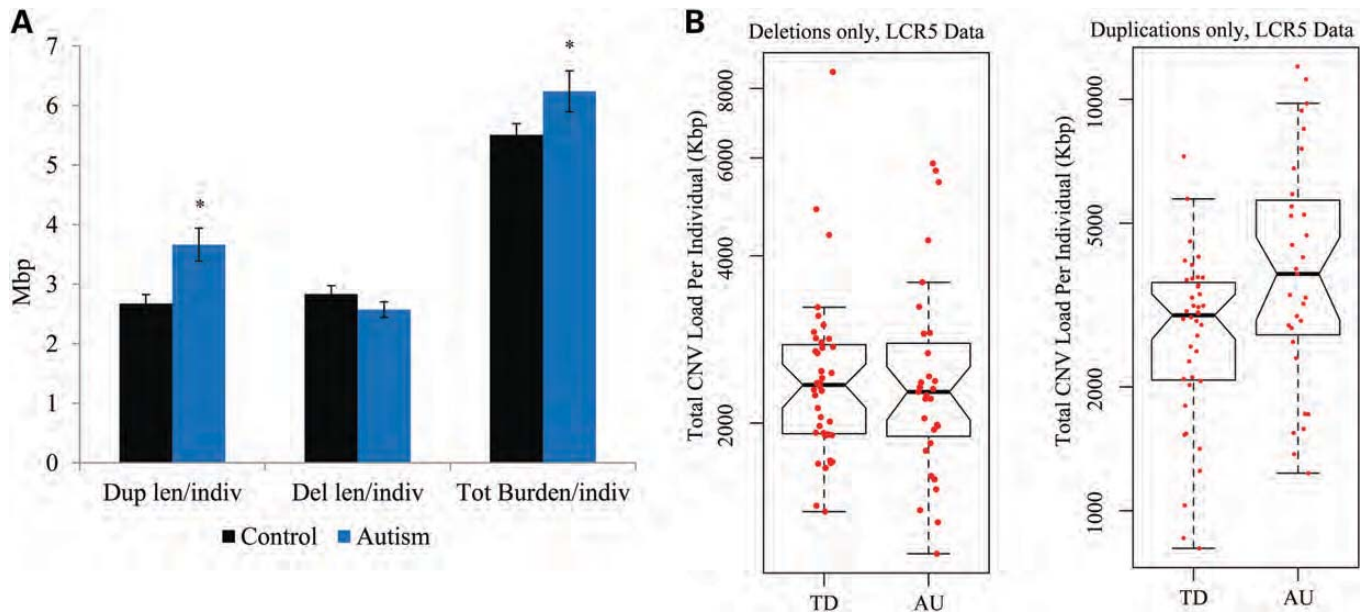 A
7
6
5
4
3
2
1
0
Mbp
*
*
Dup len/indiv
Del len/indiv
Tot Burden/indiv
Control
Autism
B
Deletions only, LCR5 Data
Total CNV Load Per Individual (Kbp)
8000
6000
4000
2000
TD
AU
Duplications only, LCR5 Data
Total CNV Load Per Individual (Kbp)
10000
5000
2000
1000
TD
AU